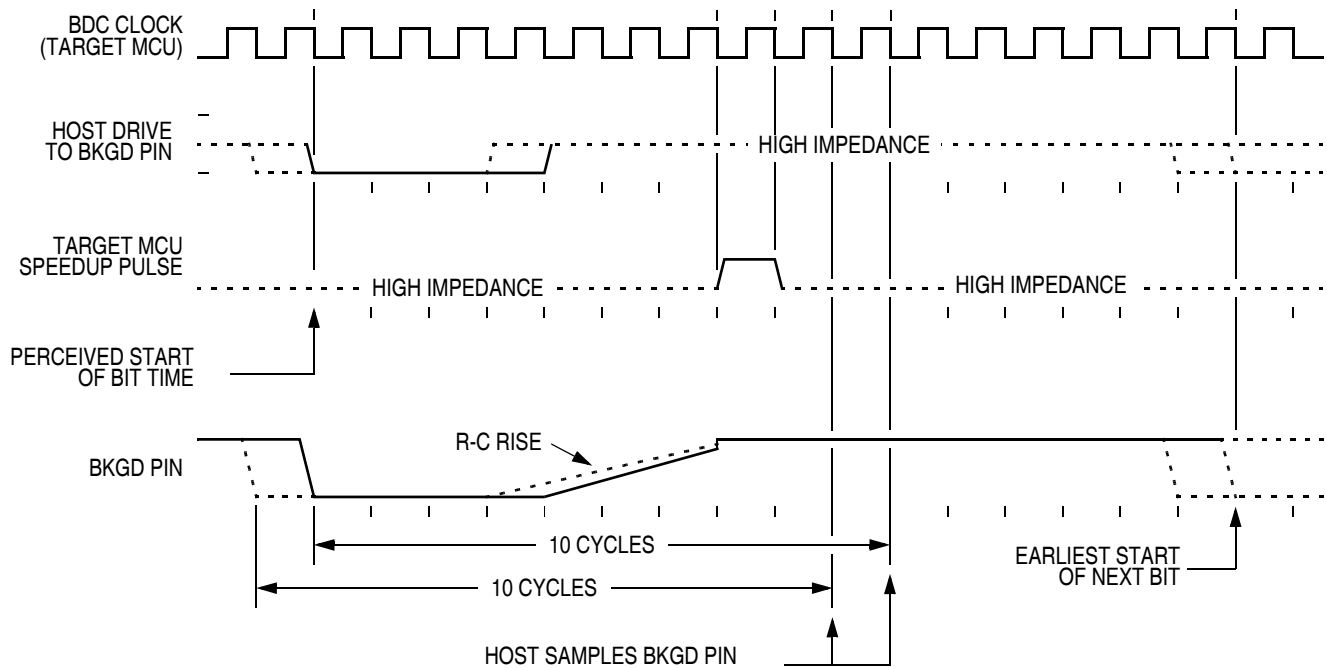 BDC CLOCK
(TARGET MCU)
HOST DRIVE
TO BKGD PIN
HIGH IMPEDANCE
TARGET MCU
SPEEDUP PULSE
HIGH IMPEDANCE
HIGH IMPEDANCE
PERCEIVED START
OF BIT TIME
R-C RISE
BKGD PIN
10 CYCLES
EARLIEST START
OF NEXT BIT
10 CYCLES
HOST SAMPLES BKGD PIN